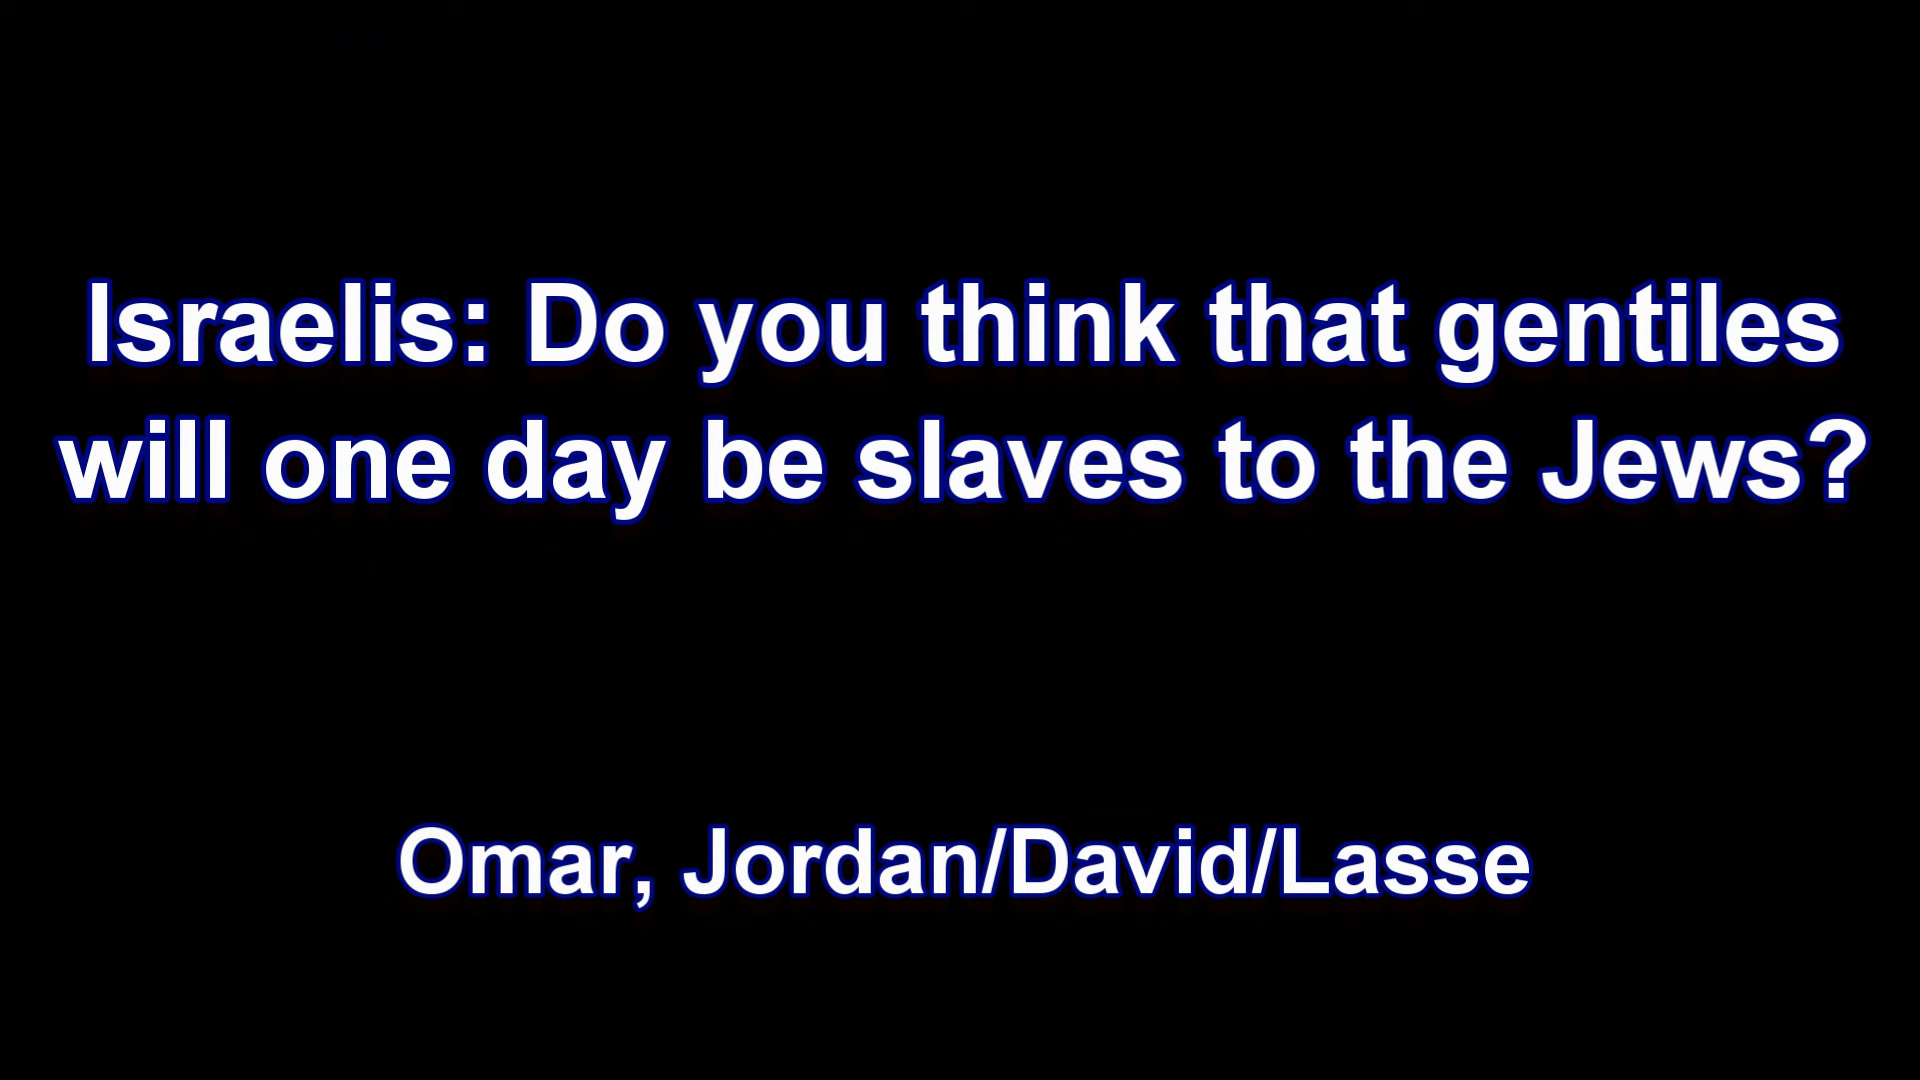 Israelis: Do you think that gentiles
will one day be slaves to the Jews?
Omar, Jordan/David/Lasse